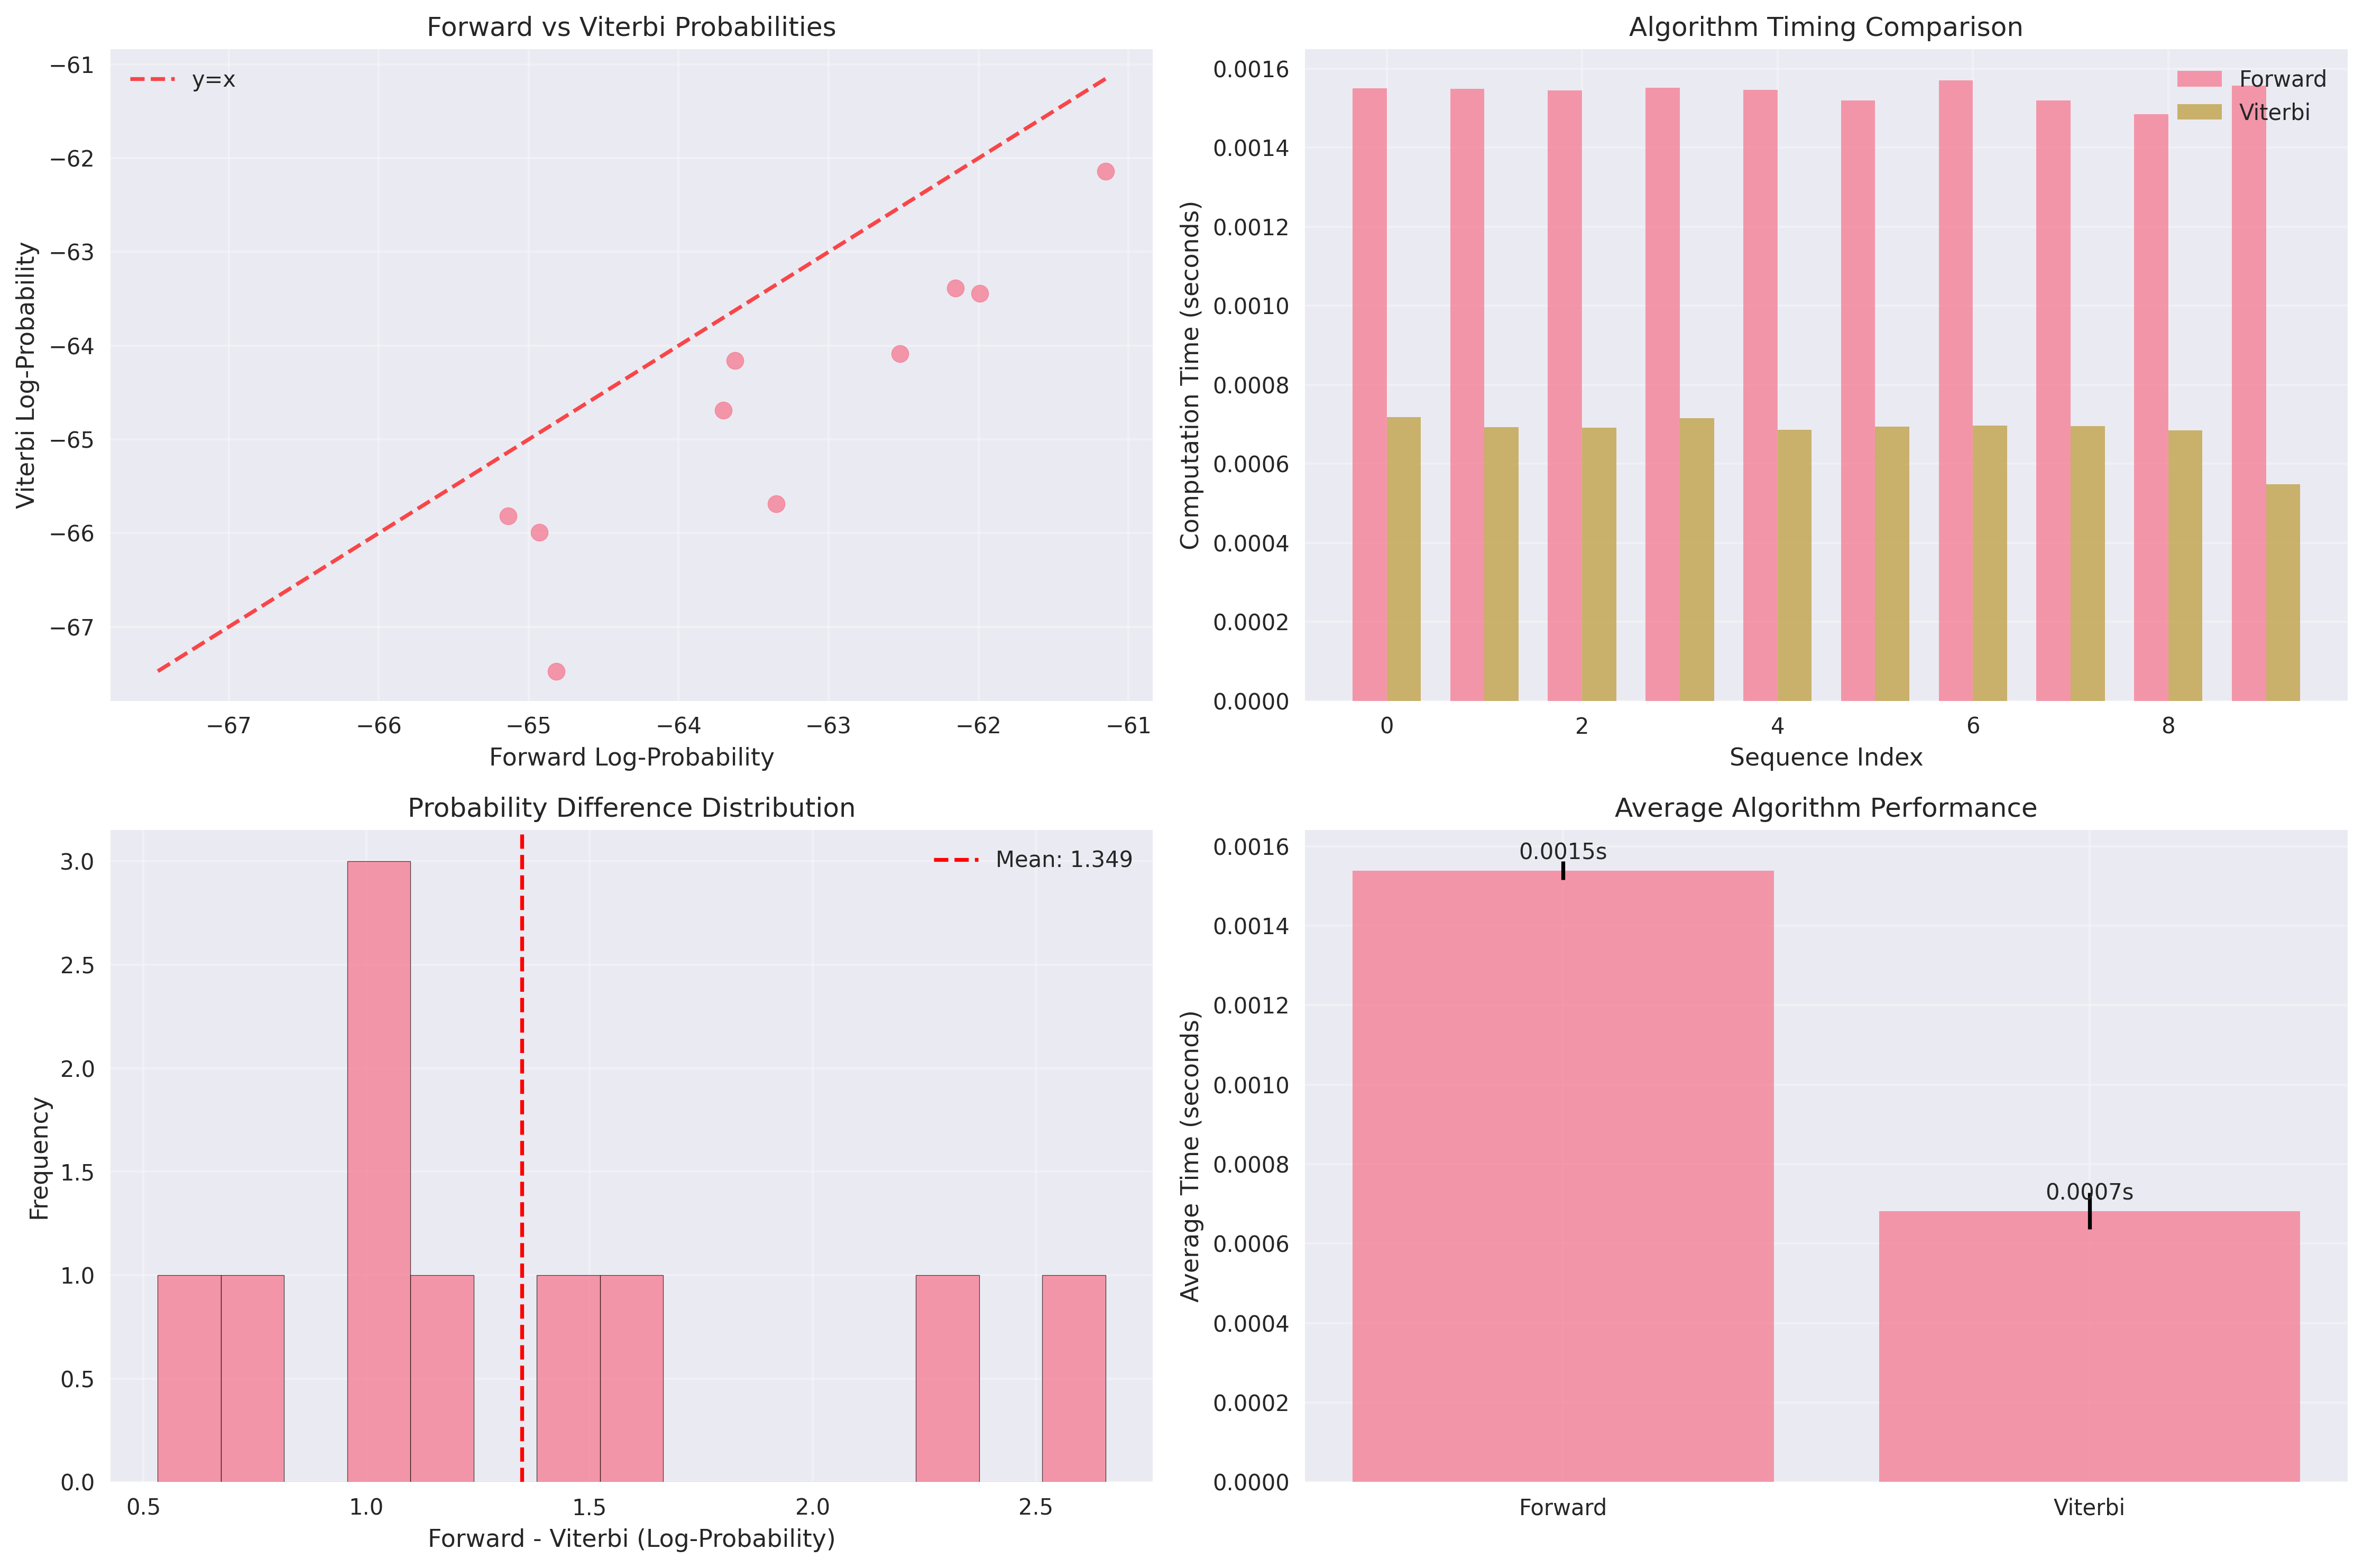 Forward vs Viterbi Probabilities
−61
−62
−63
−64
−65
−66
−67
Viterbi Log-Probability
y=x
−67
−66
−65
−64
−63
−62
−61
Forward Log-Probability
Algorithm Timing Comparison
0.0016
0.0014
0.0012
0.0010
0.0008
0.0006
0.0004
0.0002
0.0000
Computation Time (seconds)
Forward
Viterbi
0
2
4
6
8
Sequence Index
Probability Difference Distribution
3.0
2.5
2.0
1.5
1.0
0.5
0.0
Frequency
Mean: 1.349
0.5
1.0
1.5
2.0
2.5
Forward - Viterbi (Log-Probability)
Average Algorithm Performance
0.0016
0.0014
0.0012
0.0010
0.0008
0.0006
0.0004
0.0002
0.0000
Average Time (seconds)
0.0015s
0.0007s
Forward
Viterbi